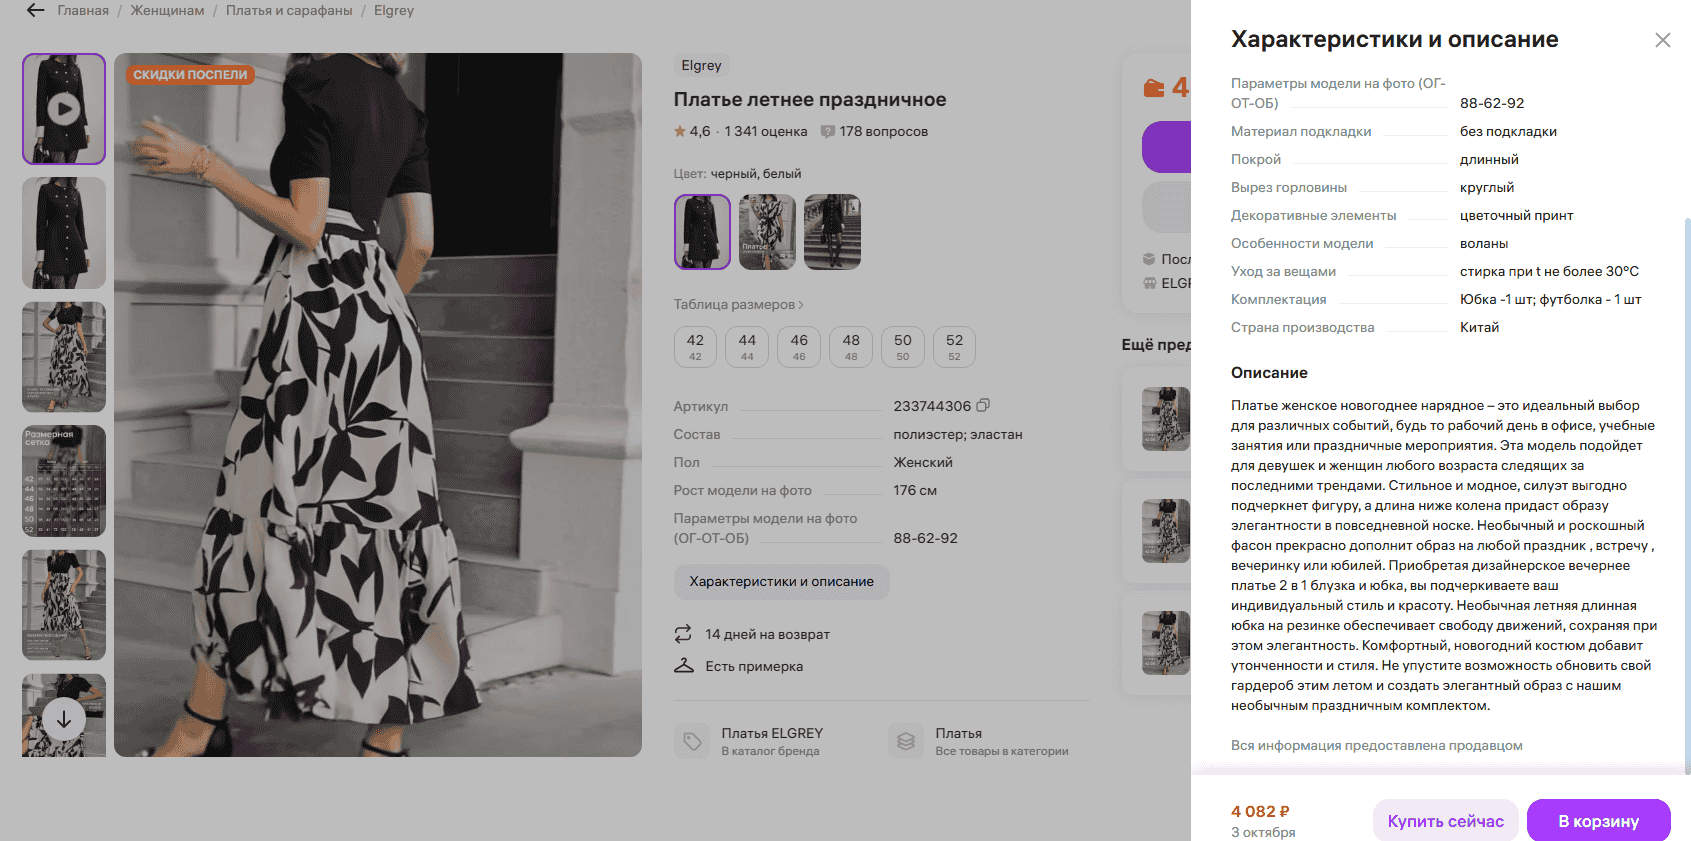 Главная / Женщинам / Платья и сарафаны / Elgrey
СКИДКИ ПОСПЕЛИ
Размерная
сетка
42
44
46
48
50
52
Elgrey
Платье летнее праздничное
4,6 · 1 341 оценка 178 вопросов
Цвет: черный, белый
Платье
Таблица размеров
42 44 46 48 50 52
42 44 46 48 50 52
Артикул 233744306
Состав полиэстер; эластан
Пол Женский
Рост модели на фото 176 см
Параметры модели на фото
(ОГ-ОТ-ОБ) 88-62-92
Характеристики и описание
14 дней на возврат
Есть примерка
Платья ELGREY
В каталог бренда
Платья
Все товары в категории
4
Посл
ELGR
Ещё пред
Характеристики и описание
Параметры модели на фото (ОГ-
ОТ-ОБ) 88-62-92
Материал подкладки без подкладки
Покрой длинный
Вырез горловины круглый
Декоративные элементы цветочный принт
Особенности модели воланы
Уход за вещами стирка при t не более 30°C
Комплектация Юбка -1 шт; футболка - 1 шт
Страна производства Китай
Описание
Платье женское новогоднее нарядное – это идеальный выбор
для различных событий, будь то рабочий день в офисе, учебные
занятия или праздничные мероприятия. Эта модель подойдет
для девушек и женщин любого возраста следящих за
последними трендами. Стильное и модное, силуэт выгодно
подчеркнет фигуру, а длина ниже колена придаст образу
элегантности в повседневной носке. Необычный и роскошный
фасон прекрасно дополнит образ на любой праздник , встречу ,
вечеринку или юбилей. Приобретая дизайнерское вечернее
платье 2 в 1 блузка и юбка, вы подчеркиваете ваш
индивидуальный стиль и красоту. Необычная летняя длинная
юбка на резинке обеспечивает свободу движений, сохраняя при
этом элегантность. Комфортный, новогодний костюм добавит
утонченности и стиля. Не упустите возможность обновить свой
гардероб этим летом и создать элегантный образ с нашим
необычным праздничным комплектом.
Вся информация предоставлена продавцом
4 082 ₽
3 октября
Купить сейчас
В корзину